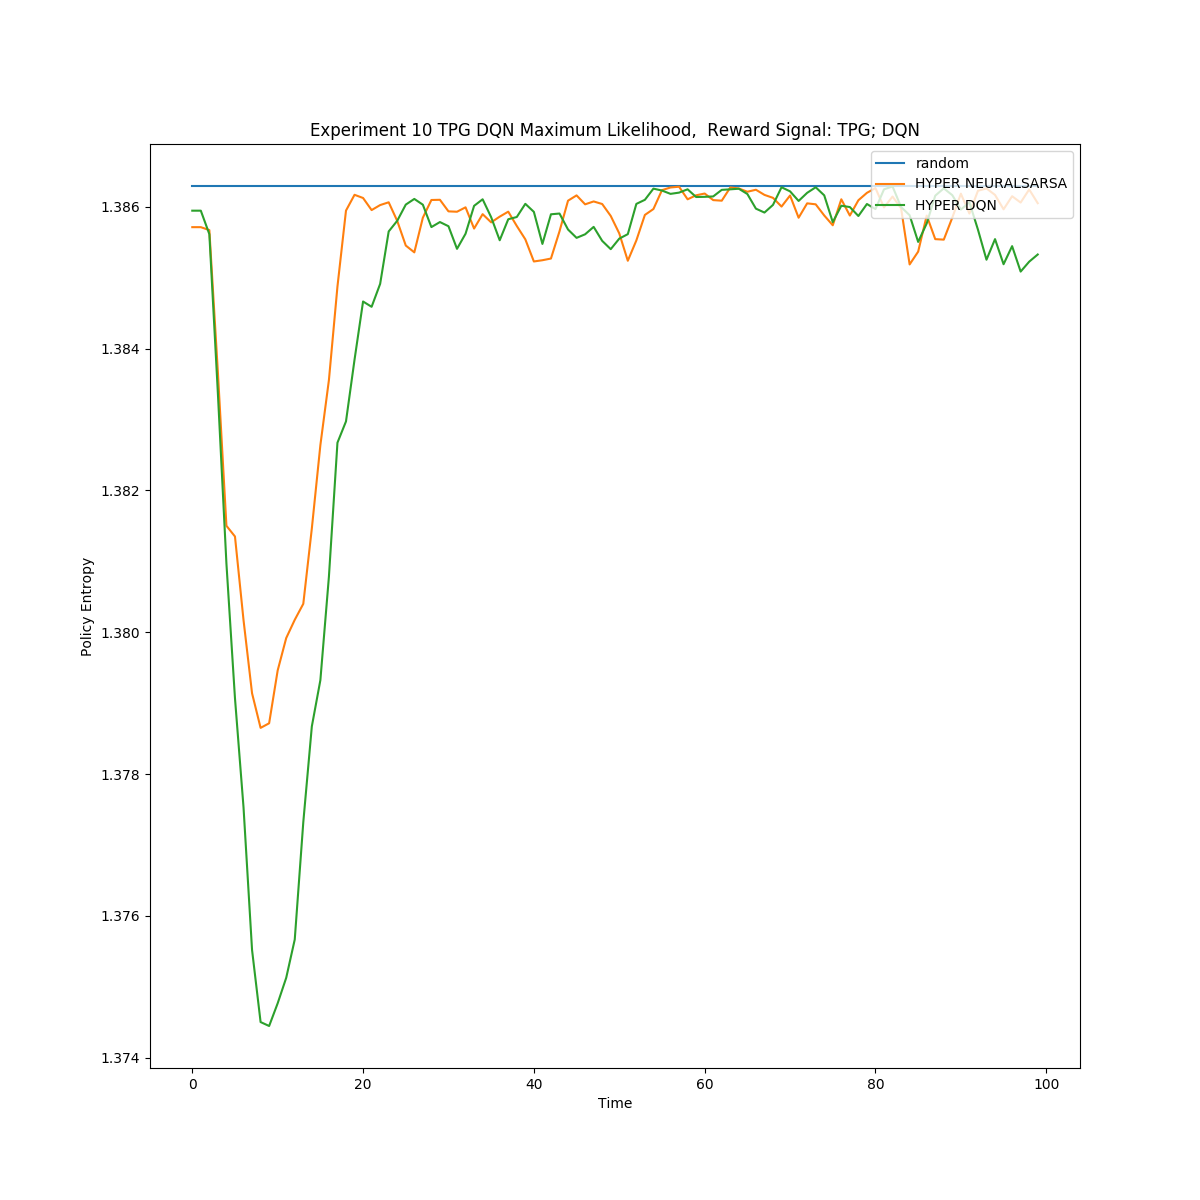 Experiment 10 TPG DQN Maximum Likelihood,  Reward Signal: TPG; DQN
random
HYPER NEURALSARSA
HYPER DQN
1.386
1.384
1.382
1.380
1.378
1.376
1.374
Policy Entropy
0 20 40 60 80 100
Time